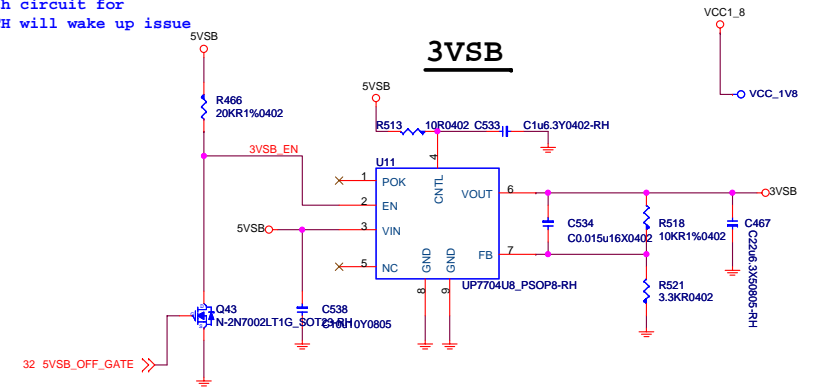 h circuit for
H will wake up issue
5VSB
3VSB
VCC1_8
VCC_1V8
R466
20KR1%0402
5VSB
R513
10R0402
C533
C1u6.3Y0402-RH
3VSB_EN
U11
4
CNTL
1
POK
2
EN
3
VIN
5
NC
VOUT
6
FB
7
GND
GND
8
9
UP7704U8_PSOP8-RH
5VSB
C538
C10u10Y0805
C534
C0.015u16X0402
R518
10KR1%0402
3VSB
C467
C22u6.3X50805-RH
R521
3.3KR0402
Q43
N-2N7002LT1G_SOT23-RH
32 5VSB_OFF_GATE